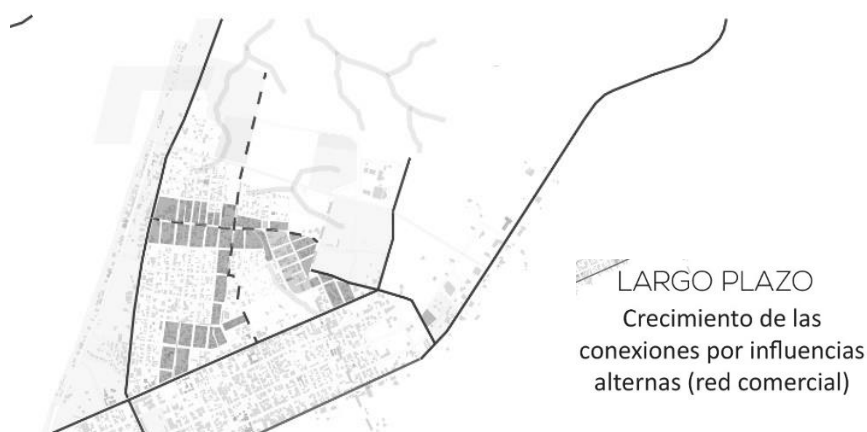 LARGO PLAZO
Crecimiento de las
conexiones por influencias
alternas (red comercial)